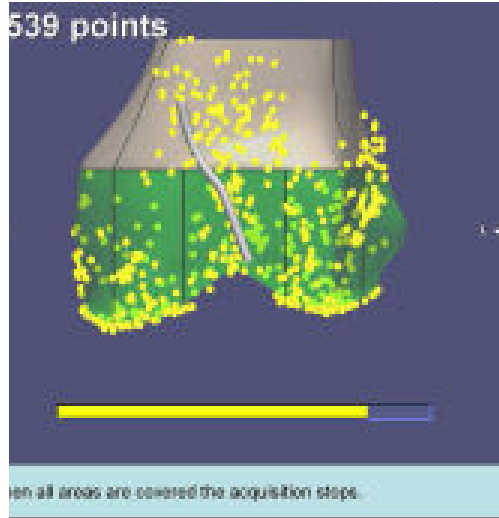 539 points
en all areas are covered the acquisition stops.